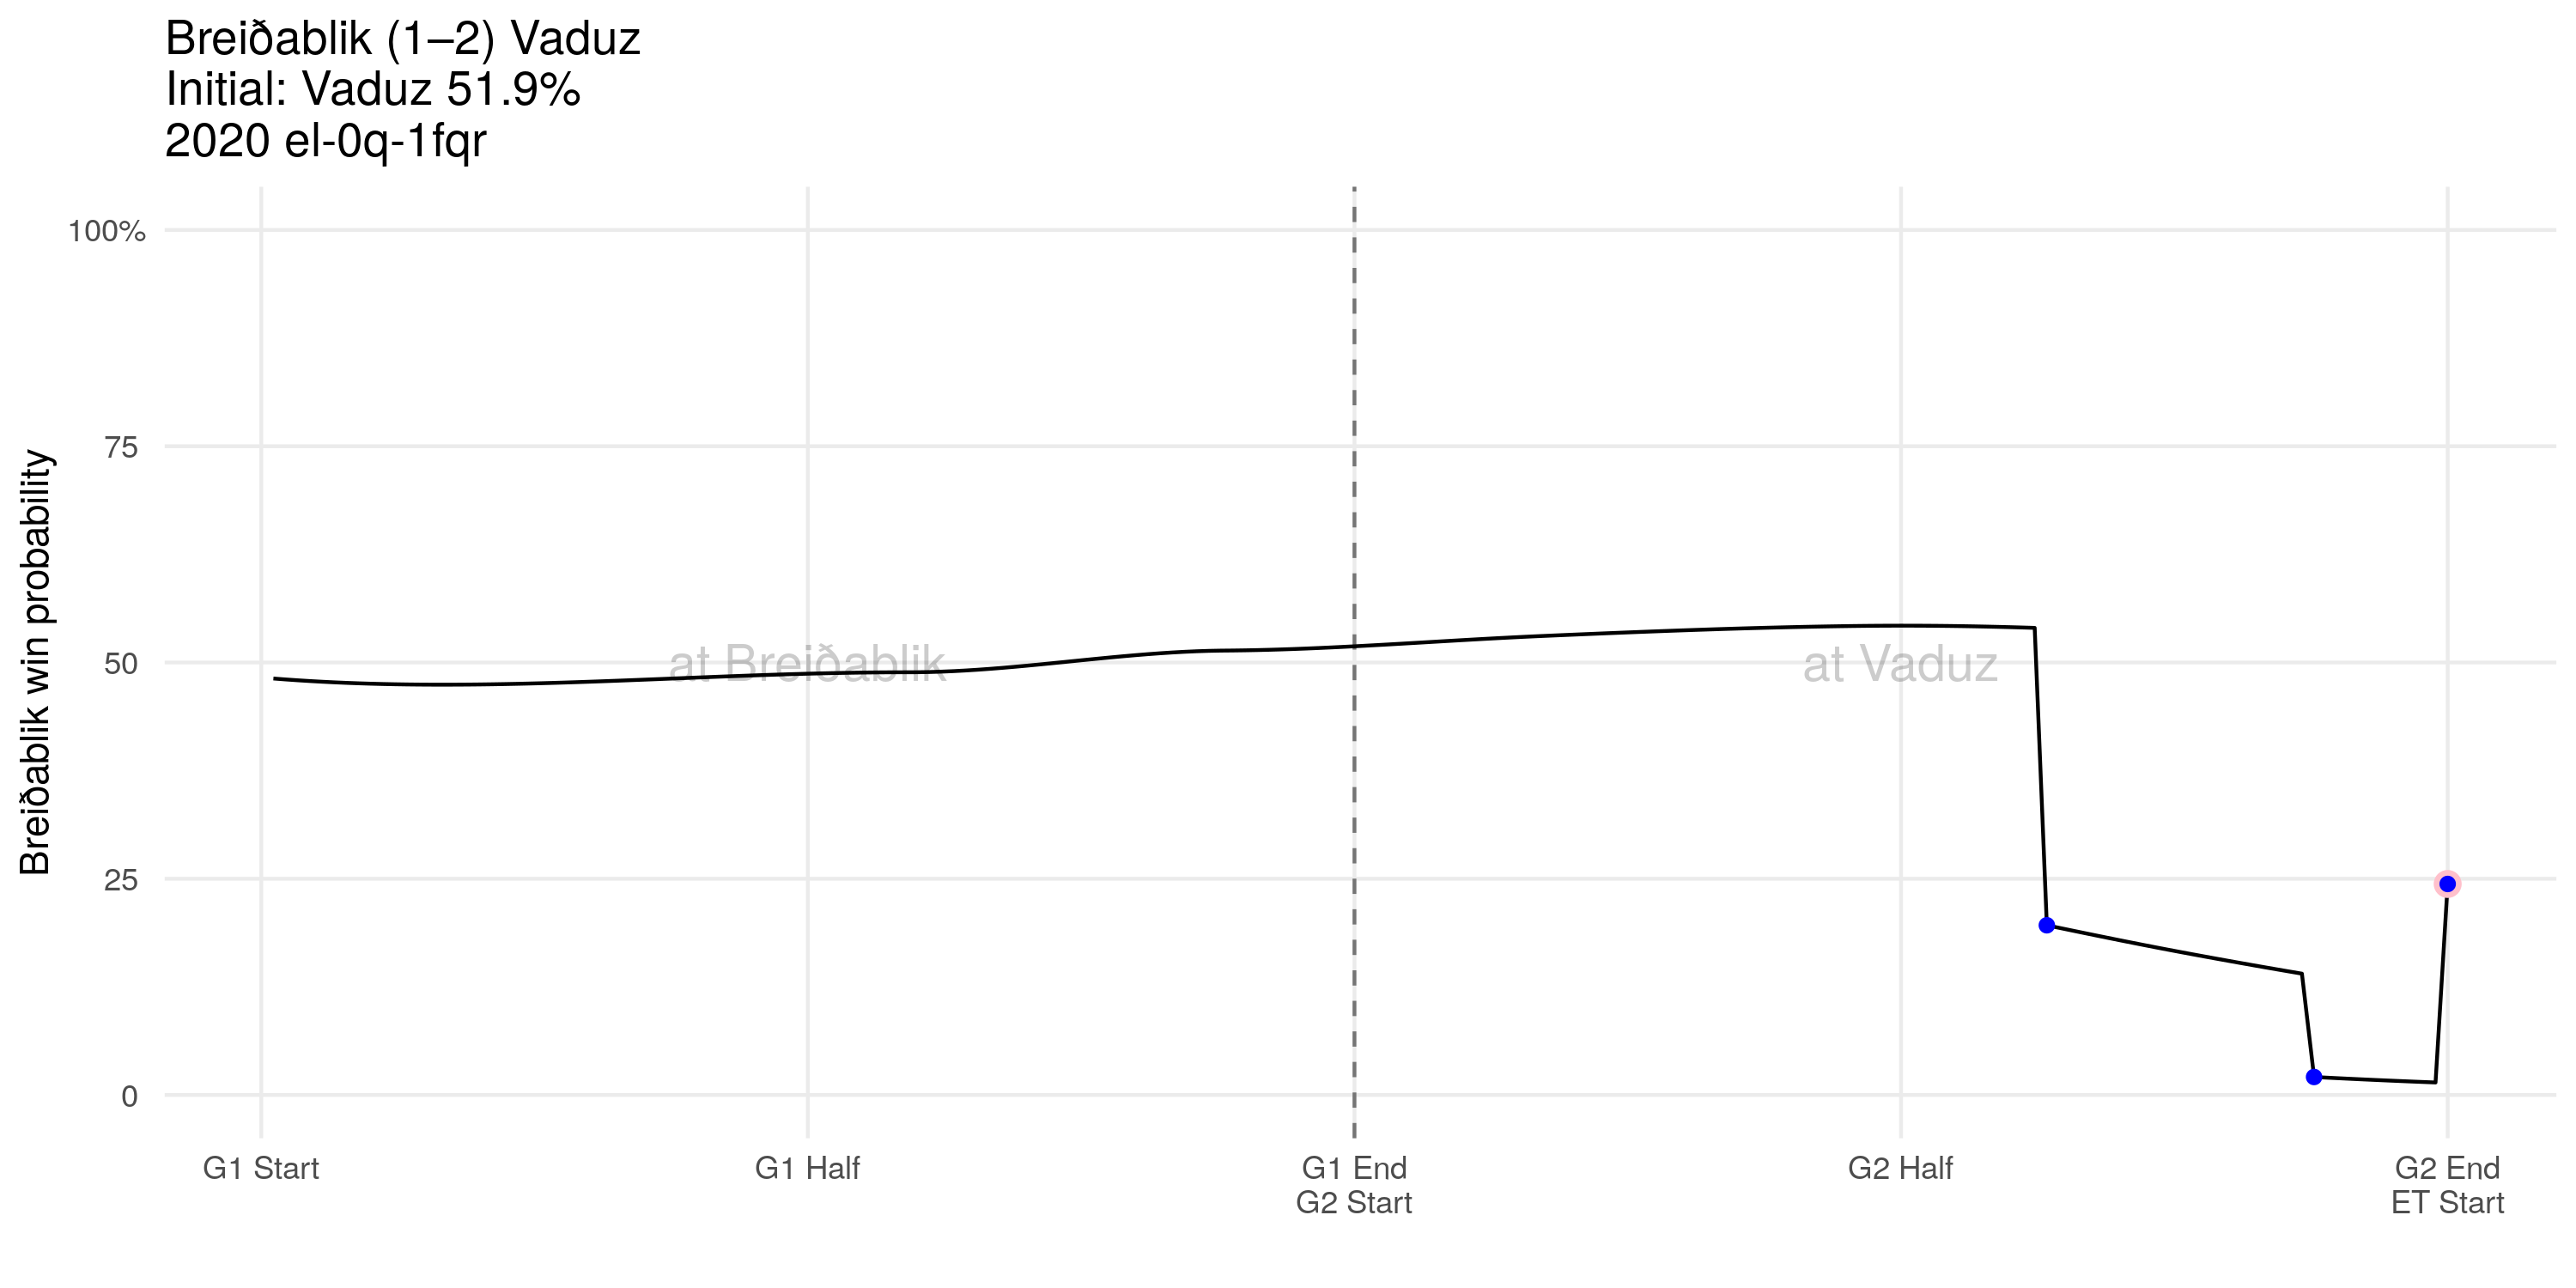 Breiðablik (1–2) Vaduz
Initial: Vaduz 51.9%
2020 el-0q-1fqr
Breiðablik win probability
100%
75
50
25
0
at Breiðablik
at Vaduz
G1 Start
G1 Half
G1 End
G2 Start
G2 Half
G2 End
ET Start